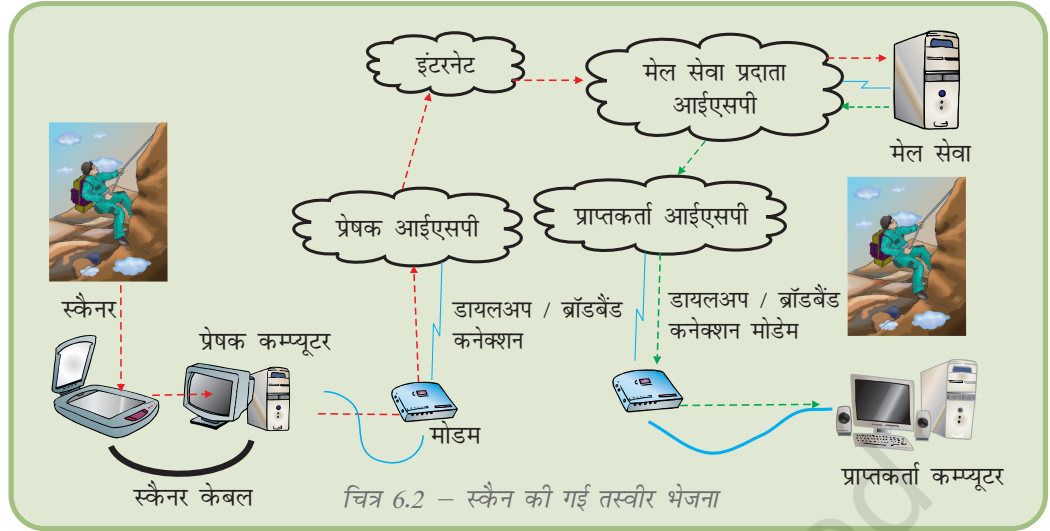 इंटरनेट
मेल सेवा प्रदाता
आईएसपी
मेल सेवा
प्रेषक आईएसपी
प्राप्तकर्ता आईएसपी
स्कैनर
डायलअप / ब्रॉडबैंड
कनेक्शन
डायलअप / ब्रॉडबैंड
कनेक्शन मोडेम
प्रेषक कम्प्यूटर
मोडम
स्कैनर केबल
प्राप्तकर्ता कम्प्यूटर
चित्र 6.2 – स्कैन की गई तस्वीर भेजना